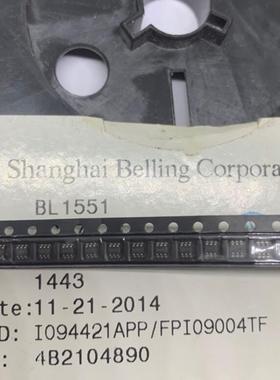 Shanghai Belling Corpora
BL1551
1443
te:11-21-2014
D: I094421APP/FPI09004TF
: 4B2104890